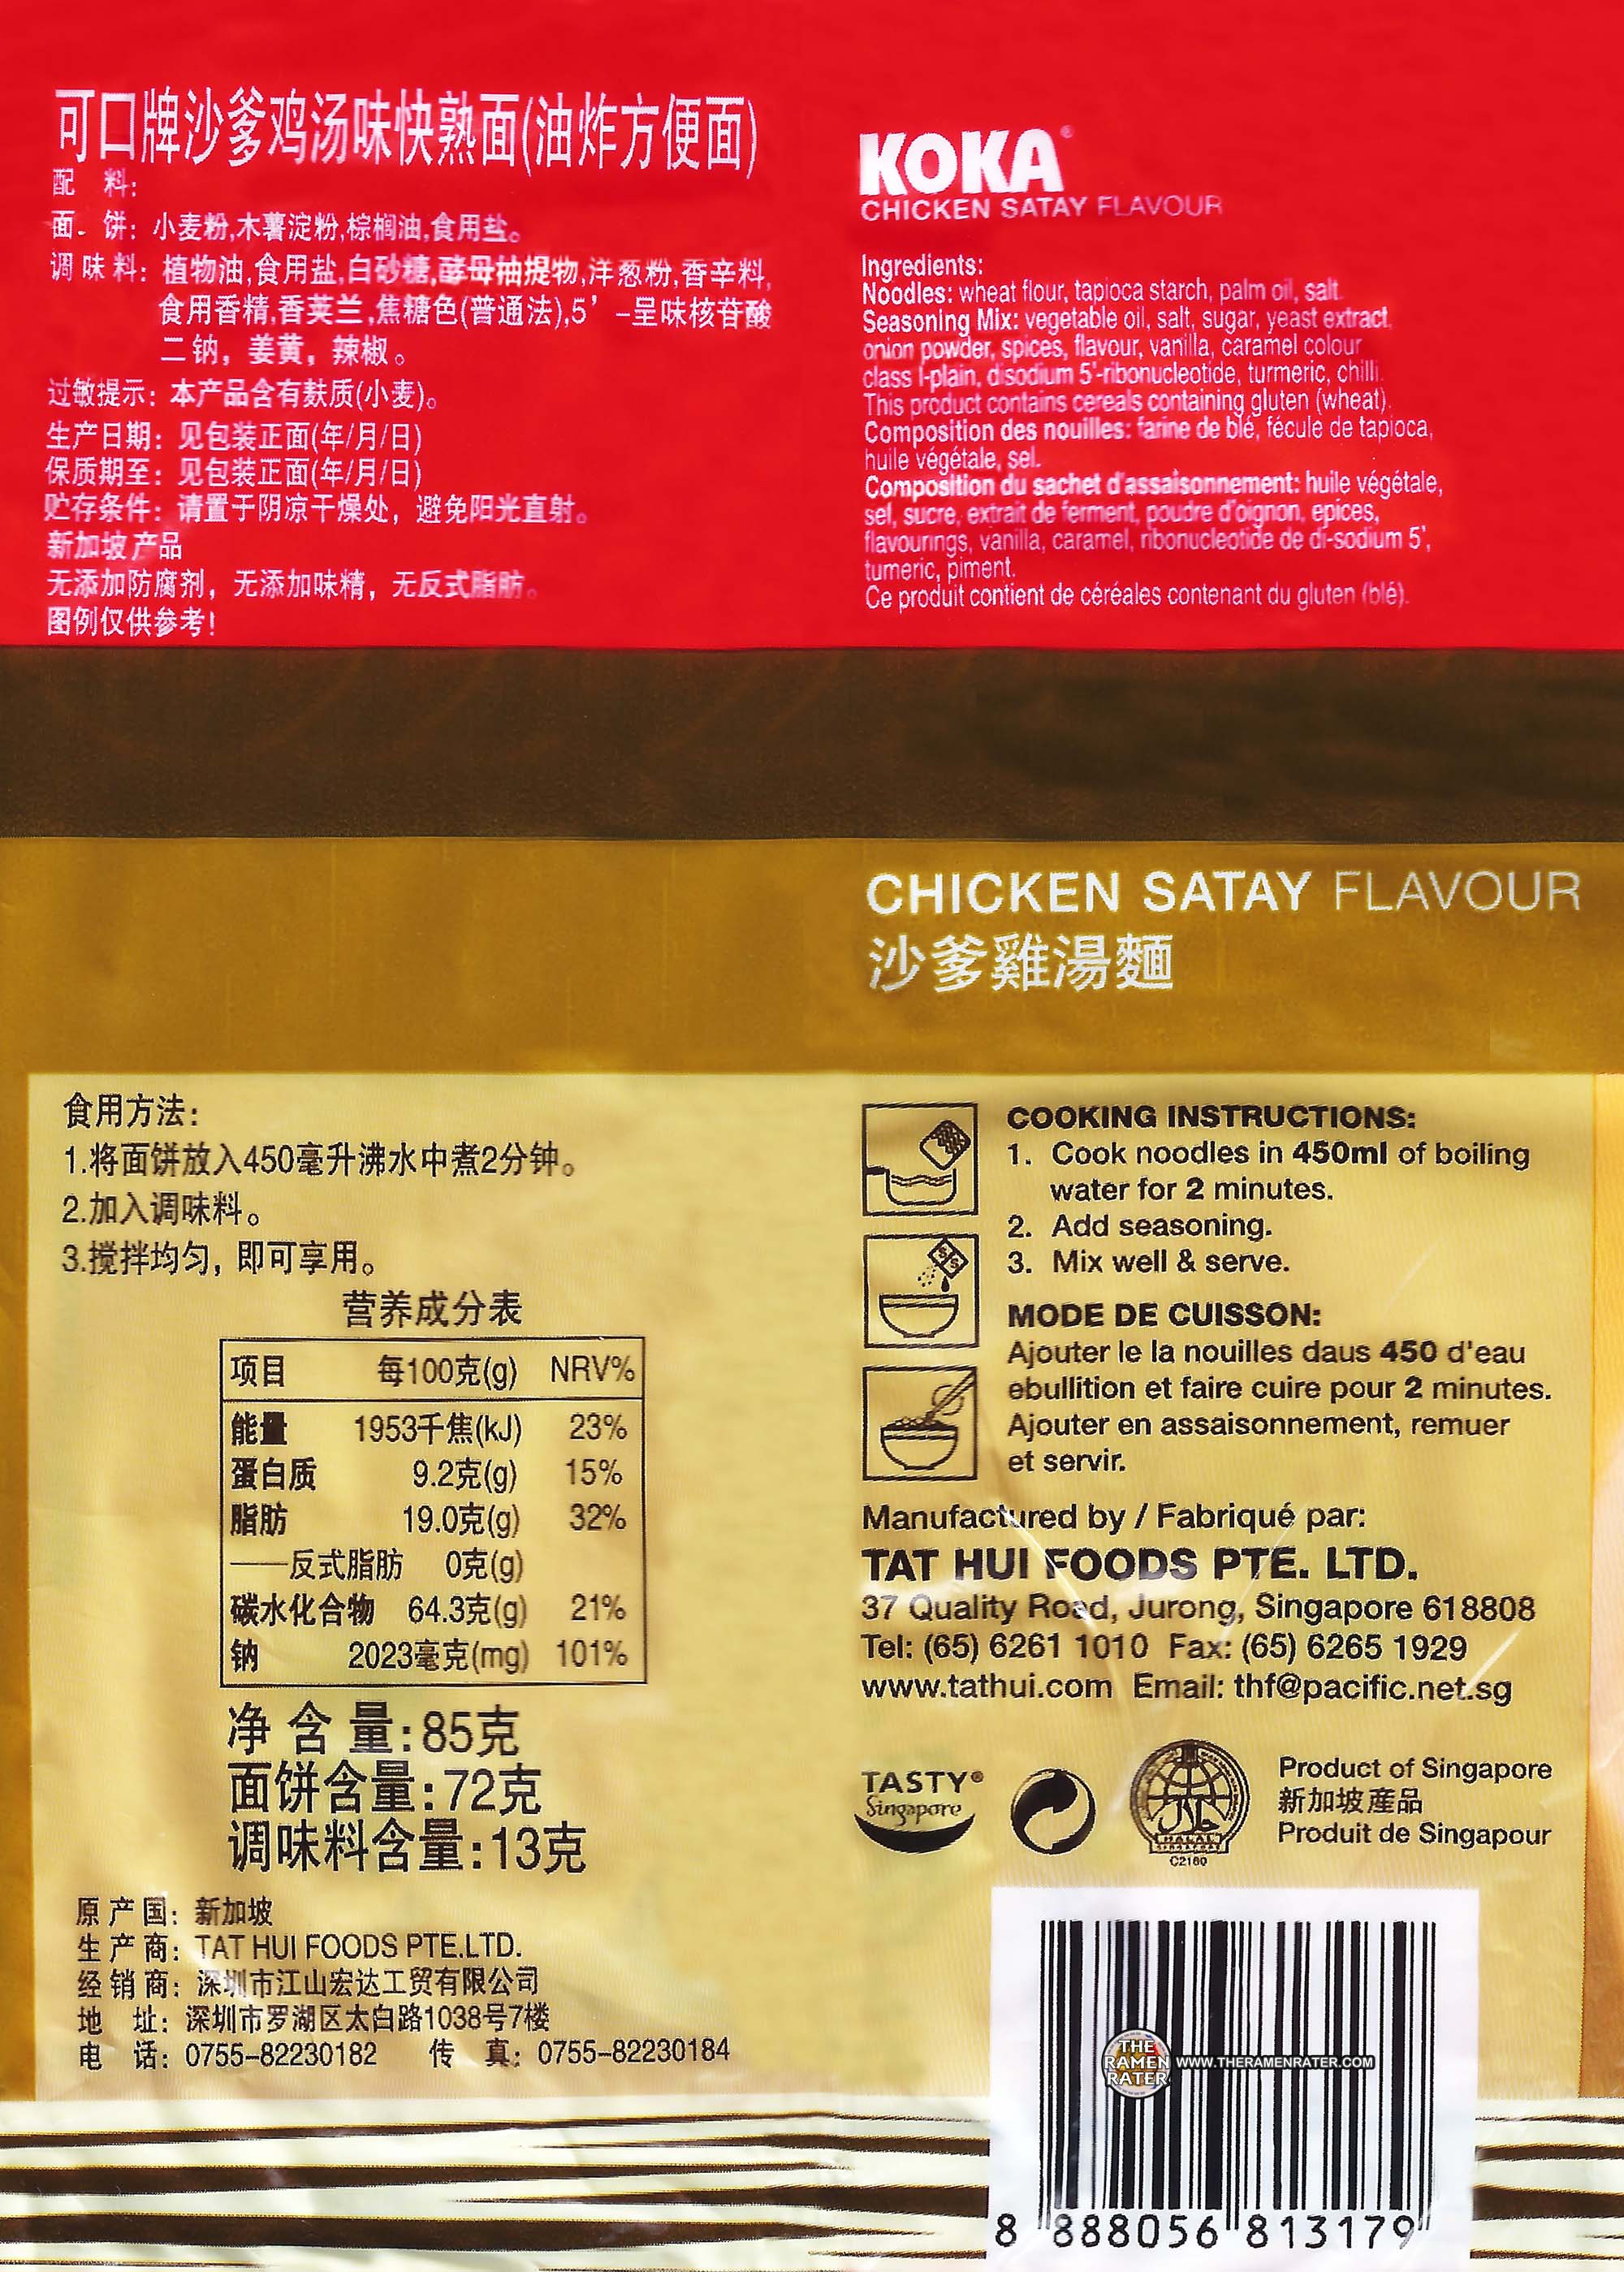 可口牌沙爹鸡汤味快熟面(油炸方便面)
配 料:
面 饼: 小麦粉,木薯淀粉,棕榈油,食用盐。
调味料: 植物油,食用盐,白砂糖,酵母抽提物,洋葱粉,香辛料,
食用香精,香荚兰,焦糖色(普通法),5’-呈味核苷酸
二钠，姜黄，辣椒。
过敏提示: 本产品含有麸质(小麦)。
生产日期: 见包装正面(年/月/日)
保质期至: 见包装正面(年/月/日)
贮存条件: 请置于阴凉干燥处，避免阳光直射。
新加坡产品
无添加防腐剂，无添加味精，无反式脂肪。
图例仅供参考!
KOKA®
CHICKEN SATAY FLAVOUR
Ingredients:
Noodles: wheat flour, tapioca starch, palm oil, salt.
Seasoning Mix: vegetable oil, salt, sugar, yeast extract,
onion powder, spices, flavour, vanilla, caramel colour
class I-plain, disodium 5'-ribonucleotide, turmeric, chilli.
This product contains cereals containing gluten (wheat).
Composition des nouilles: farine de blé, fécule de tapioca,
huile végétale, sel.
Composition du sachet d'assaisonnement: huile végétale,
sel, sucre, extrait de ferment, poudre d'oignon, epices,
flavourings, vanilla, caramel, ribonucleotide de di-sodium 5',
tumeric, piment.
Ce produit contient de céréales contenant du gluten (blé).
CHICKEN SATAY FLAVOUR
沙爹雞湯麵
食用方法:
1.将面饼放入450毫升沸水中煮2分钟。
2.加入调味料。
3.搅拌均匀, 即可享用。
营养成分表
项目 每100克(g) NRV%
能量 1953千焦(kJ) 23%
蛋白质 9.2克(g) 15%
脂肪 19.0克(g) 32%
——反式脂肪 0克(g)
碳水化合物 64.3克(g) 21%
钠 2023毫克(mg) 101%
净 含 量:85克
面饼含量:72克
调味料含量:13克
原 产 国: 新加坡
生 产 商: TAT HUI FOODS PTE.LTD.
经 销 商: 深圳市江山宏达工贸有限公司
地 址: 深圳市罗湖区太白路1038号7楼
电 话: 0755-82230182 传 真: 0755-82230184
COOKING INSTRUCTIONS:
1. Cook noodles in 450ml of boiling
water for 2 minutes.
2. Add seasoning.
3. Mix well & serve.
MODE DE CUISSON:
Ajouter le la nouilles daus 450 d'eau
ebullition et faire cuire pour 2 minutes.
Ajouter en assaisonnement, remuer
et servir.
Manufactured by / Fabriqué par:
TAT HUI FOODS PTE. LTD.
37 Quality Road, Jurong, Singapore 618808
Tel: (65) 6261 1010 Fax: (65) 6265 1929
www.tathui.com Email: thf@pacific.net.sg
TASTY®
Singapore
HALAL
C2160
Product of Singapore
新加坡産品
Produit de Singapour
THE
RAMEN
RATER
WWW.THERAMENRATER.COM
8 888056 813179